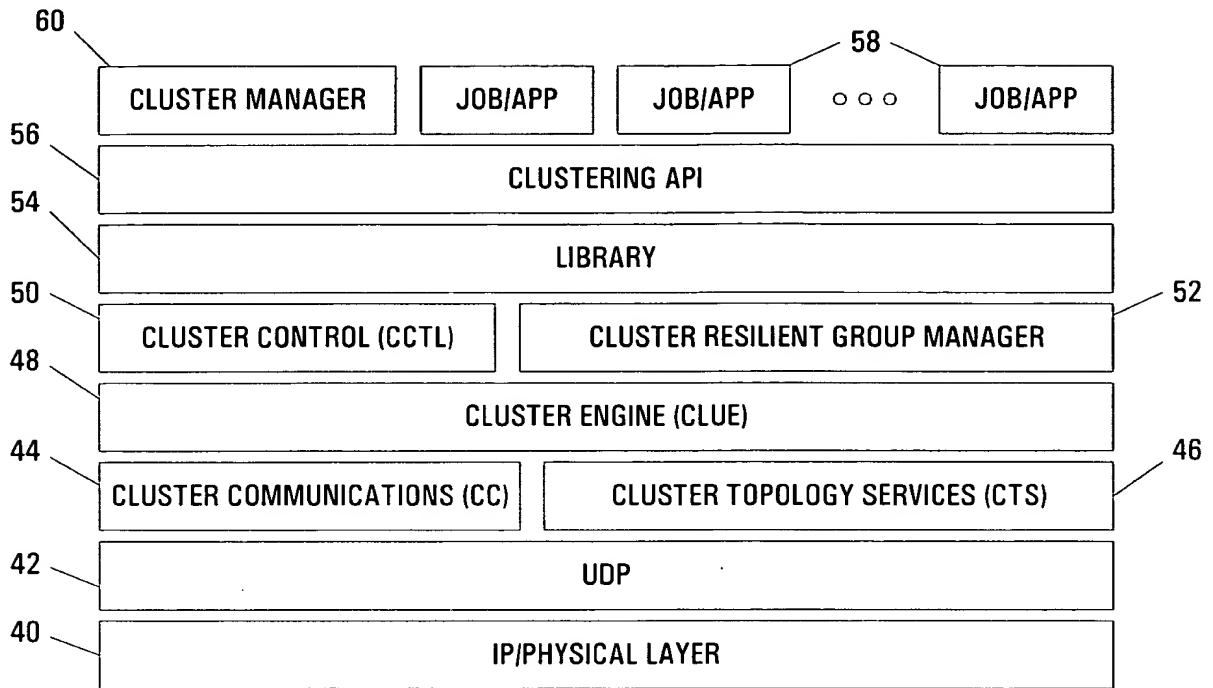 60
58
CLUSTER MANAGER JOB/APP JOB/APP o o o JOB/APP
56
CLUSTERING API
54
LIBRARY
50
52
CLUSTER CONTROL (CCTL) CLUSTER RESILIENT GROUP MANAGER
48
CLUSTER ENGINE (CLUE)
44
46
CLUSTER COMMUNICATIONS (CC) CLUSTER TOPOLOGY SERVICES (CTS)
42
UDP
40
IP/PHYSICAL LAYER